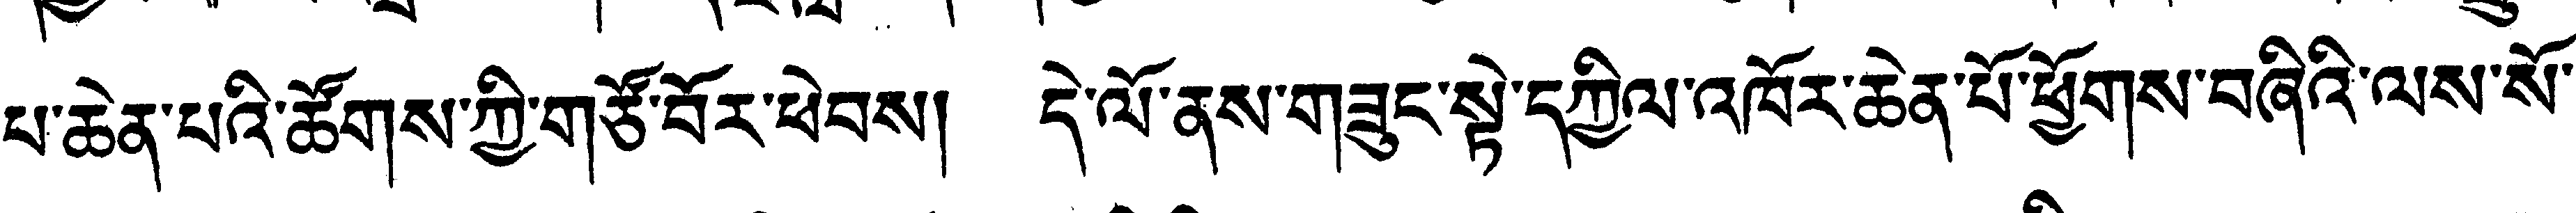 པ་ཆེན་པའི་ཚོགས་ཀྱི་གཙོ་བོར་ཕེབས།  དེ་ལོ་ནས་གཟུང་སྟེ་དཀྱིལ་འཁོར་ཆེན་པོ་ཕྱོགས་བཞིའི་ལས་སོ་